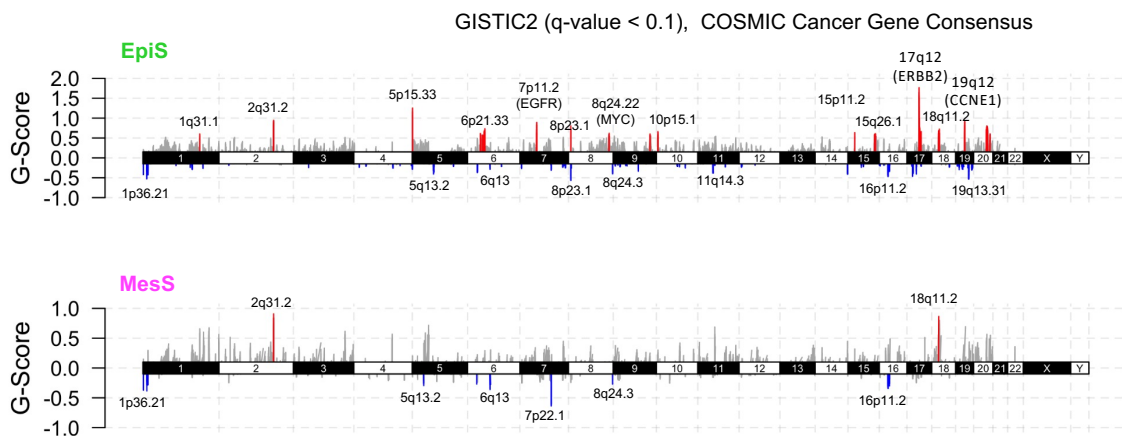 GISTIC2 (q-value < 0.1), COSMIC Cancer Gene Consensus
EpiS
G-Score
2.0
1.5
1.0
0.5
0.0
-0.5
-1.0
1q31.1
2q31.2
5p15.33
6p21.33
7p11.2
(EGFR)
8p23.1
8q24.22
(MYC)
10p15.1
15p11.2
15q26.1
17q12
(ERBB2)
18q11.2
19q12
(CCNE1)
1 2 3 4 5 6 7 8 9 10 11 12 13 14 15 16 17 18 19 20 21 22 X Y
1p36.21
5q13.2
6q13
8p23.1
8q24.3
11q14.3
16p11.2
19q13.31
MesS
G-Score
1.0
0.5
0.0
-0.5
-1.0
2q31.2
18q11.2
1 2 3 4 5 6 7 8 9 10 11 12 13 14 15 16 17 18 19 20 21 22 X Y
1p36.21
5q13.2
6q13
7p22.1
8q24.3
16p11.2